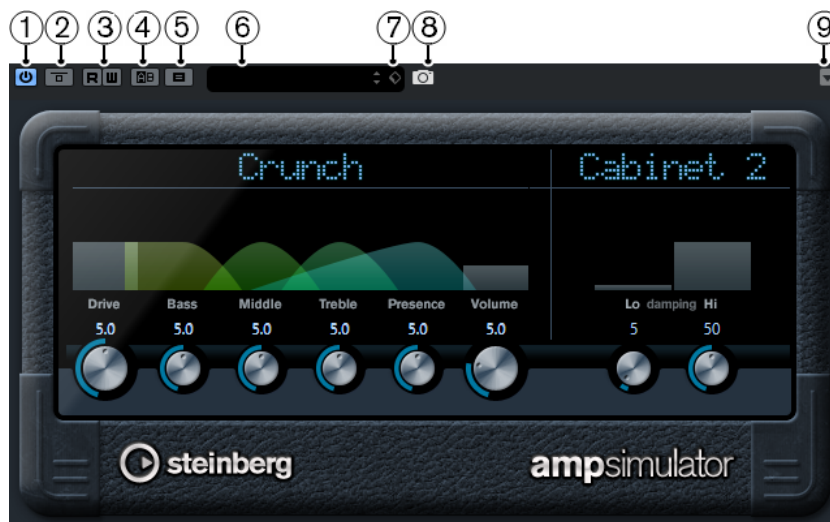 1 2 3 4 5 6 7 8 9
R W A B
Crunch Cabinet 2
Drive Bass Middle Treble Presence Volume Lo damping Hi
5.0 5.0 5.0 5.0 5.0 5.0 5 50
steinberg ampsimulator